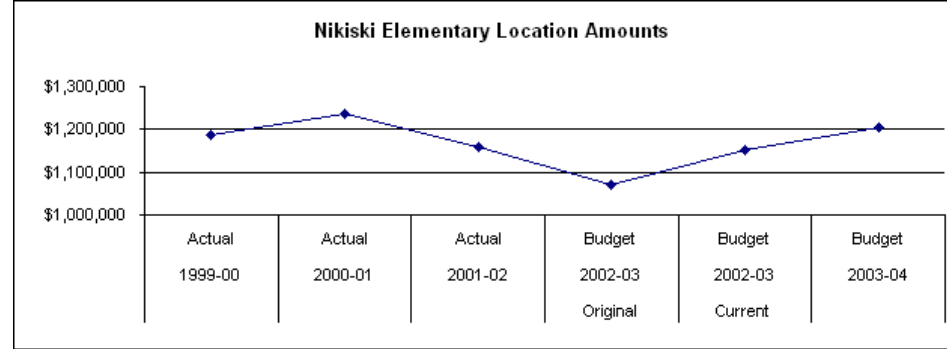 Nikiski Elementary Location Amounts
$1,300,000
$1,200,000
$1,100,000
$1,000,000
Actual Actual Actual Budget Budget Budget
1999-00 2000-01 2001-02 2002-03 2002-03 2003-04
Original Current